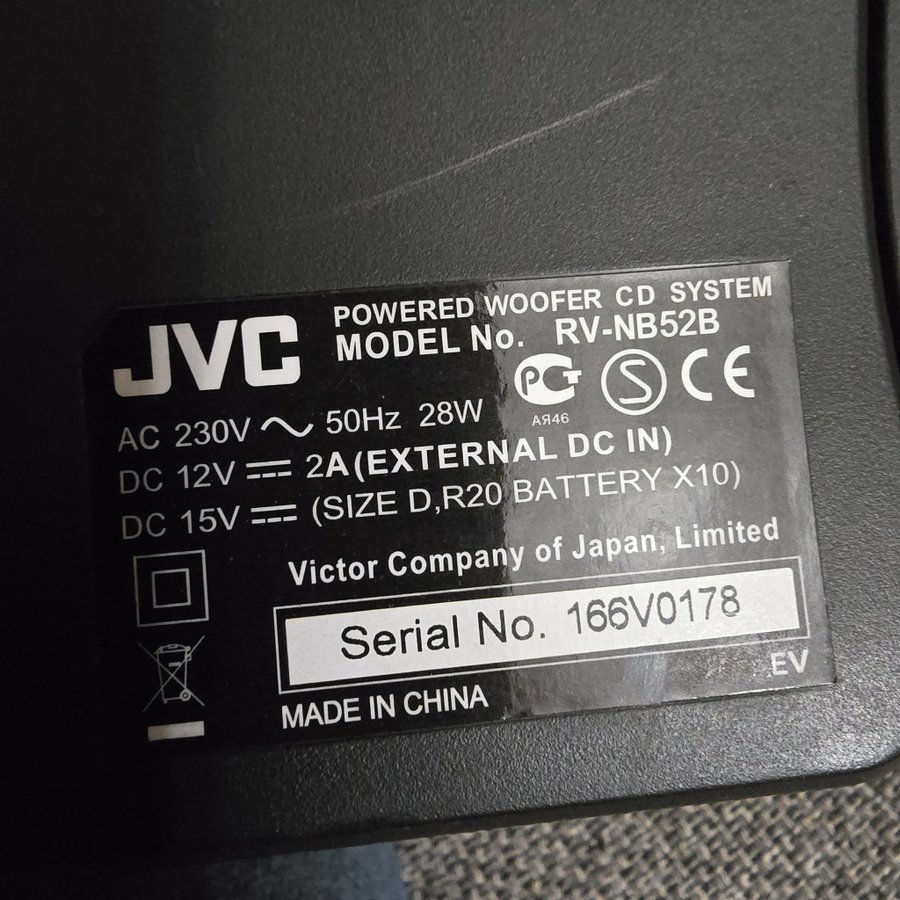 JVC
POWERED WOOFER CD SYSTEM
MODEL No. RV-NB52B
РСТ
S
CE
АЯ46
AC 230V ~ 50Hz 28W
DC 12V ⎓ 2A(EXTERNAL DC IN)
DC 15V ⎓ (SIZE D,R20 BATTERY X10)
Victor Company of Japan, Limited
Serial No. 166V0178
EV
MADE IN CHINA